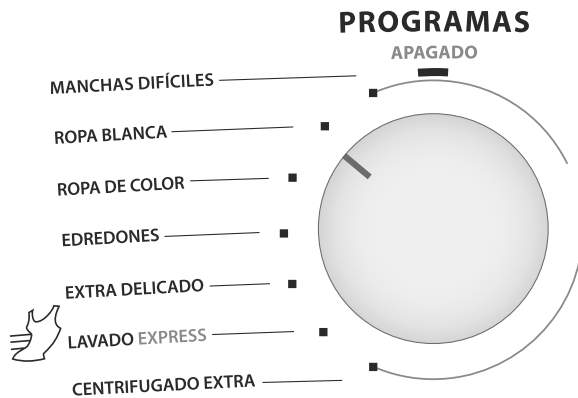 PROGRAMAS
APAGADO
MANCHAS DIFÍCILES
ROPA BLANCA
ROPA DE COLOR
EDREDONES
EXTRA DELICADO
LAVADO EXPRESS
CENTRIFUGADO EXTRA